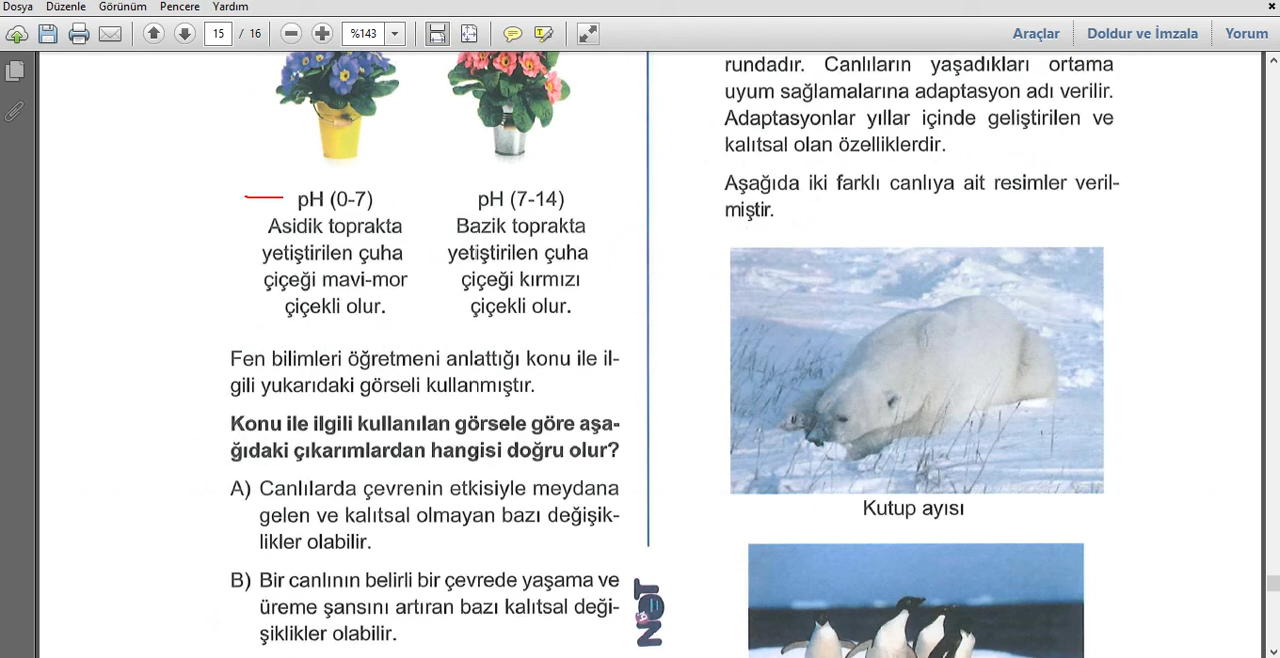 Dosya Düzenle Görünüm Pencere Yardım
15 / 16 %143 Araçlar Doldur ve İmzala Yorum
pH (0-7)
Asidik toprakta
yetiştirilen çuha
çiçeği mavi-mor
çiçekli olur.
pH (7-14)
Bazik toprakta
yetiştirilen çuha
çiçeği kırmızı
çiçekli olur.
Fen bilimleri öğretmeni anlattığı konu ile il-
gili yukarıdaki görseli kullanmıştır.
Konu ile ilgili kullanılan görsele göre aşa-
ğıdaki çıkarımlardan hangisi doğru olur?
A) Canlılarda çevrenin etkisiyle meydana
gelen ve kalıtsal olmayan bazı değişik-
likler olabilir.
B) Bir canlının belirli bir çevrede yaşama ve
üreme şansını artıran bazı kalıtsal deği-
şiklikler olabilir.
rundadır. Canlıların yaşadıkları ortama
uyum sağlamalarına adaptasyon adı verilir.
Adaptasyonlar yıllar içinde geliştirilen ve
kalıtsal olan özelliklerdir.
Aşağıda iki farklı canlıya ait resimler veril-
miştir.
Kutup ayısı